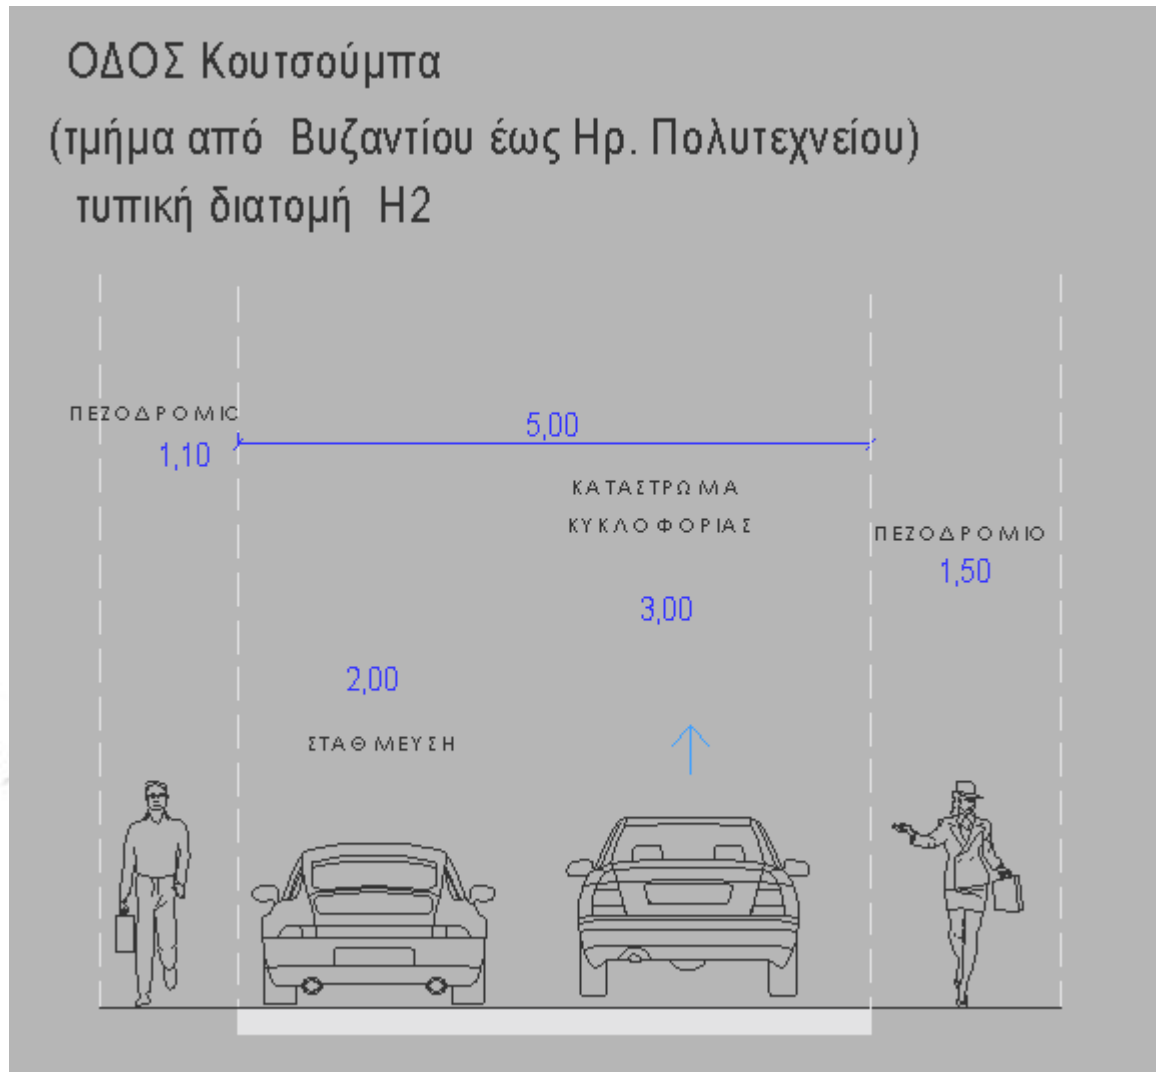 ΟΔΟΣ Κουτσούμπα
(τμήμα από Βυζαντίου έως Ηρ. Πολυτεχνείου)
τυπική διατομή Η2
ΠΕΖΟΔΡΟΜΙΟ
1,10
5,00
ΚΑΤΑΣΤΡΩΜΑ
ΚΥΚΛΟΦΟΡΙΑΣ
ΠΕΖΟΔΡΟΜΙΟ
1,50
3,00
2,00
ΣΤΑΘΜΕΥΣΗ